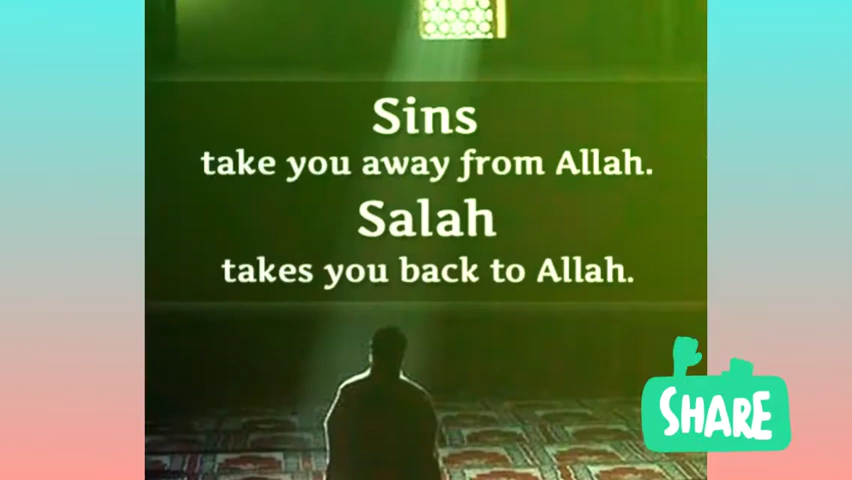 Sins
take you away from Allah.
Salah
takes you back to Allah.
SHARE